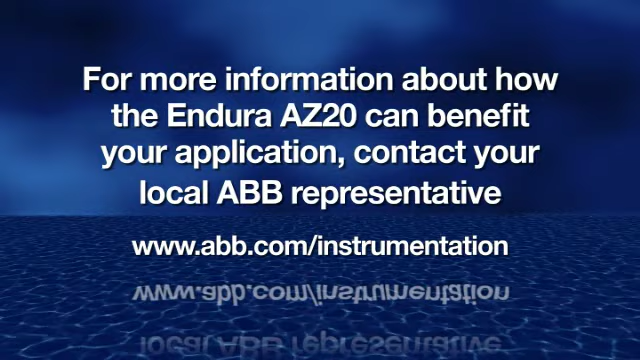 For more information about how
the Endura AZ20 can benefit
your application, contact your
local ABB representative
www.abb.com/instrumentation